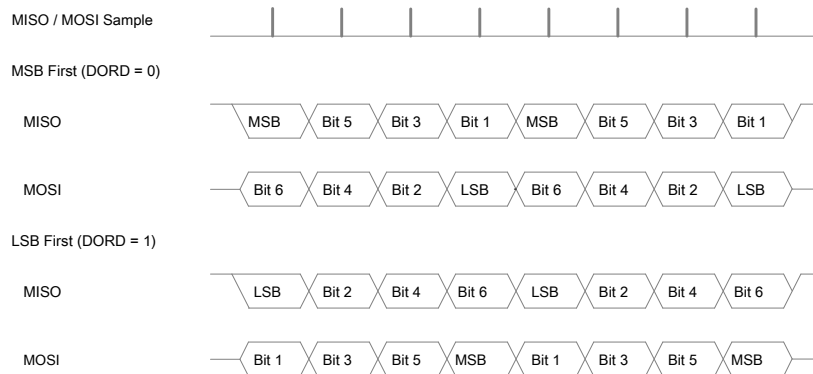 MISO / MOSI Sample
MSB First (DORD = 0)
MISO MSB Bit 5 Bit 3 Bit 1 MSB Bit 5 Bit 3 Bit 1
MOSI Bit 6 Bit 4 Bit 2 LSB Bit 6 Bit 4 Bit 2 LSB
LSB First (DORD = 1)
MISO LSB Bit 2 Bit 4 Bit 6 LSB Bit 2 Bit 4 Bit 6
MOSI Bit 1 Bit 3 Bit 5 MSB Bit 1 Bit 3 Bit 5 MSB